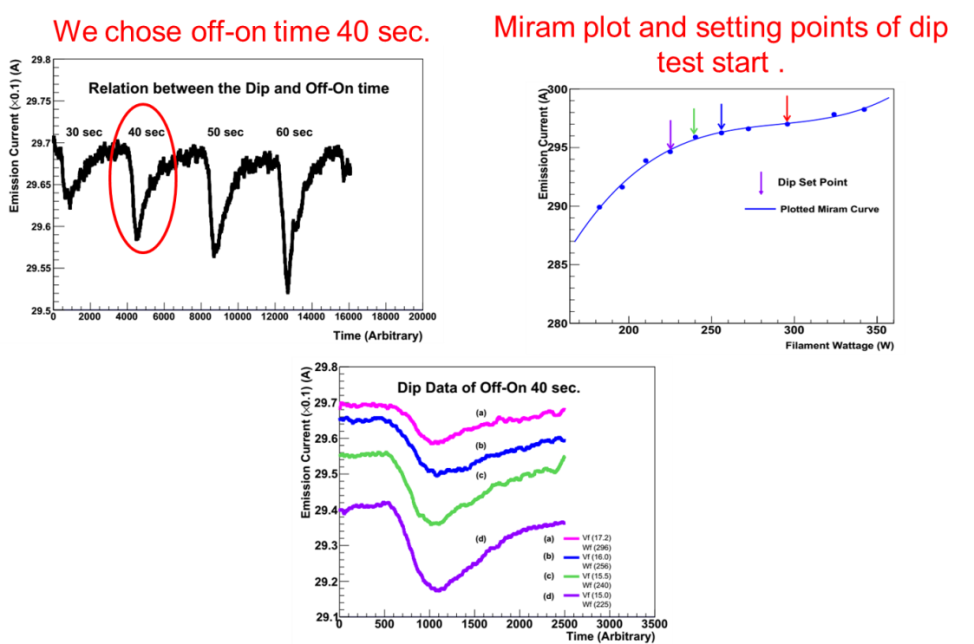 We chose off-on time 40 sec.
Miram plot and setting points of dip
test start .
Relation between the Dip and Off-On time
30 sec
40 sec
50 sec
60 sec
Emission Current (×0.1) (A)
29.8
29.75
29.7
29.65
29.6
29.55
29.5
0 2000 4000 6000 8000 10000 12000 14000 16000 18000 20000
Time (Arbitrary)
Emission Current (A)
300
295
290
285
280
Dip Set Point
Plotted Miram Curve
200 250 300 350
Filament Wattage (W)
Dip Data of Off-On 40 sec.
Emission Current (×0.1) (A)
29.8
29.7
29.6
29.5
29.4
29.3
29.2
29.1
(a)
(b)
(c)
(d)
(a) Vf (17.2)
Wf (296)
(b) Vf (16.0)
Wf (256)
(c) Vf (15.5)
Wf (240)
(d) Vf (15.0)
Wf (225)
0 500 1000 1500 2000 2500 3000 3500
Time (Arbitrary)